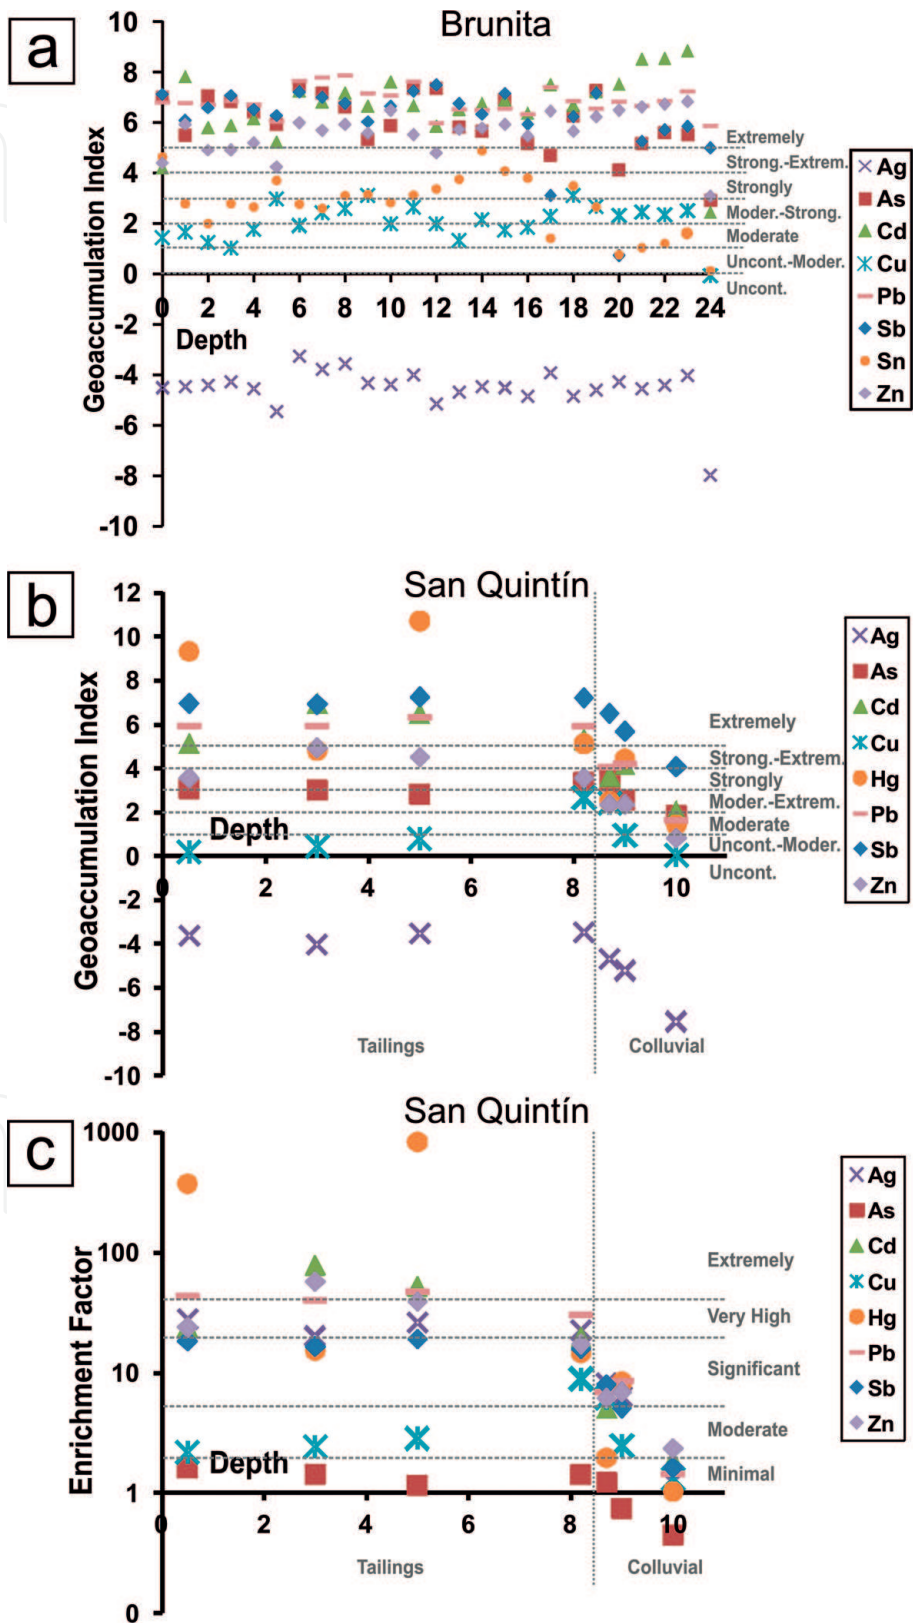 a
Brunita
Geoaccumulation Index
10
8
6
4
2
0
-2
-4
-6
-8
-10
0 2 4 6 8 10 12 14 16 18 20 22 24
Depth
Extremely
Strong.-Extrem.
Strongly
Moder.-Strong.
Moderate
Uncont.-Moder.
Uncont.
Ag
As
Cd
Cu
Pb
Sb
Sn
Zn
b
San Quintín
Geoaccumulation Index
12
10
8
6
4
2
0
-2
-4
-6
-8
-10
0 2 4 6 8 10
Depth
Extremely
Strong.-Extrem.
Strongly
Moder.-Extrem.
Moderate
Uncont.-Moder.
Uncont.
Tailings
Colluvial
Ag
As
Cd
Cu
Hg
Pb
Sb
Zn
c
San Quintín
Enrichment Factor
1000
100
10
1
0
0 2 4 6 8 10
Depth
Extremely
Very High
Significant
Moderate
Minimal
Tailings
Colluvial
Ag
As
Cd
Cu
Hg
Pb
Sb
Zn